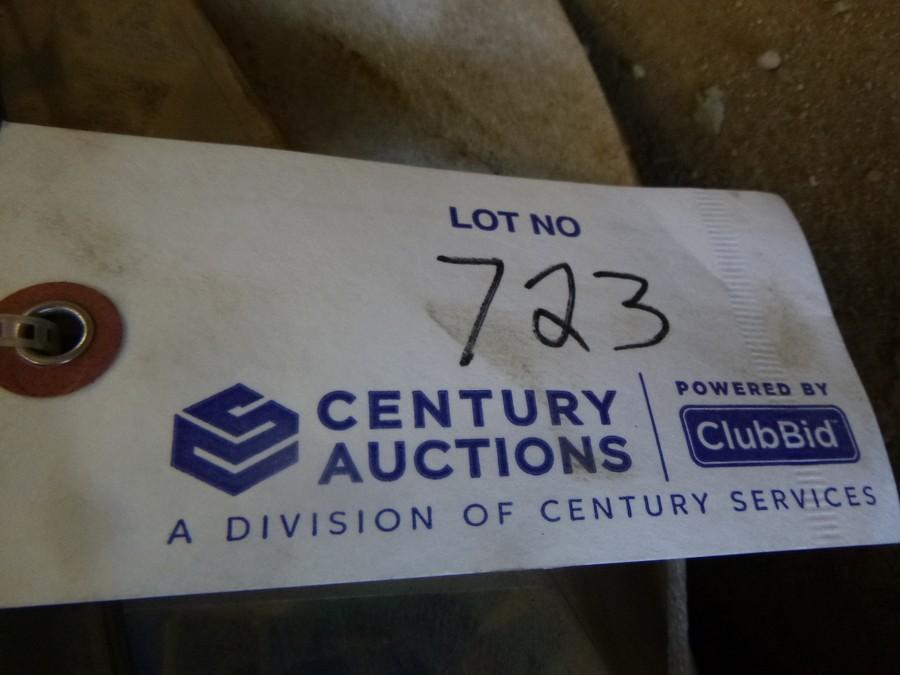 LOT NO
723
CENTURY
AUCTIONS
POWERED BY
ClubBid
A DIVISION OF CENTURY SERVICES